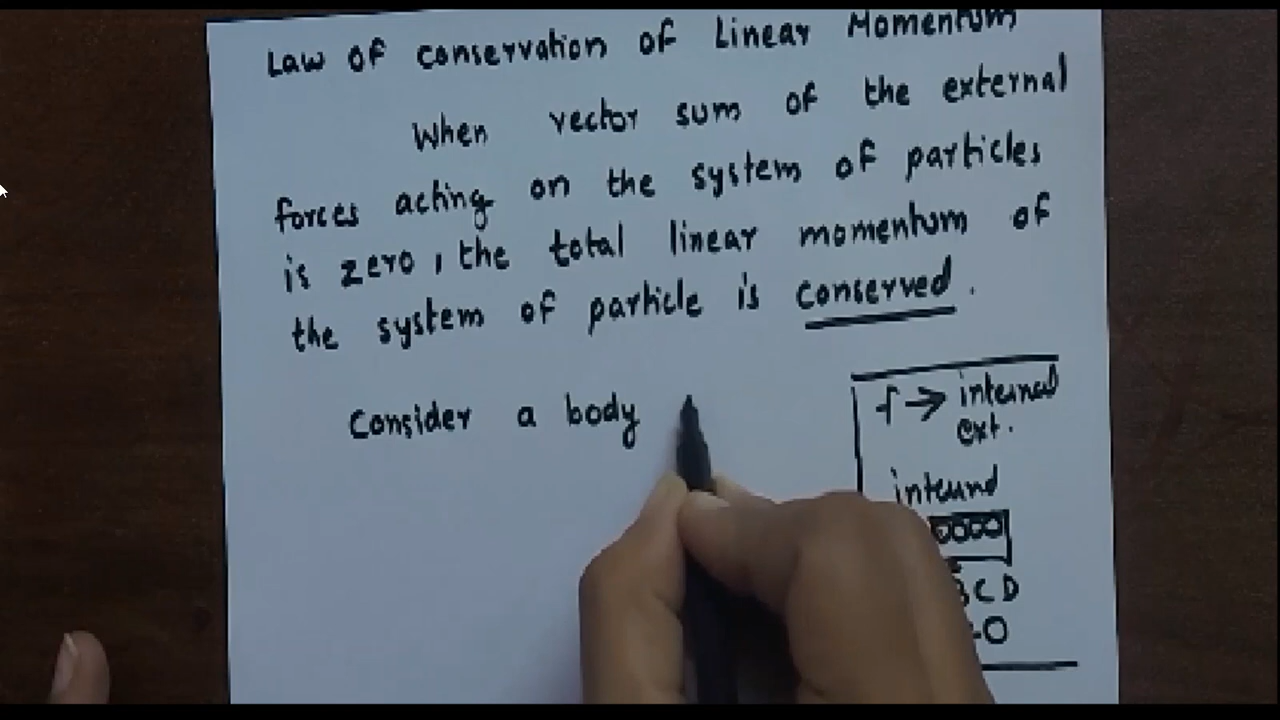 Law of conservation of Linear Momentum
When vector sum of the external
forces acting on the system of particles
is zero, the total linear momentum of
the system of particle is conserved.
Consider a body
f → internal
ext.
internal
CD